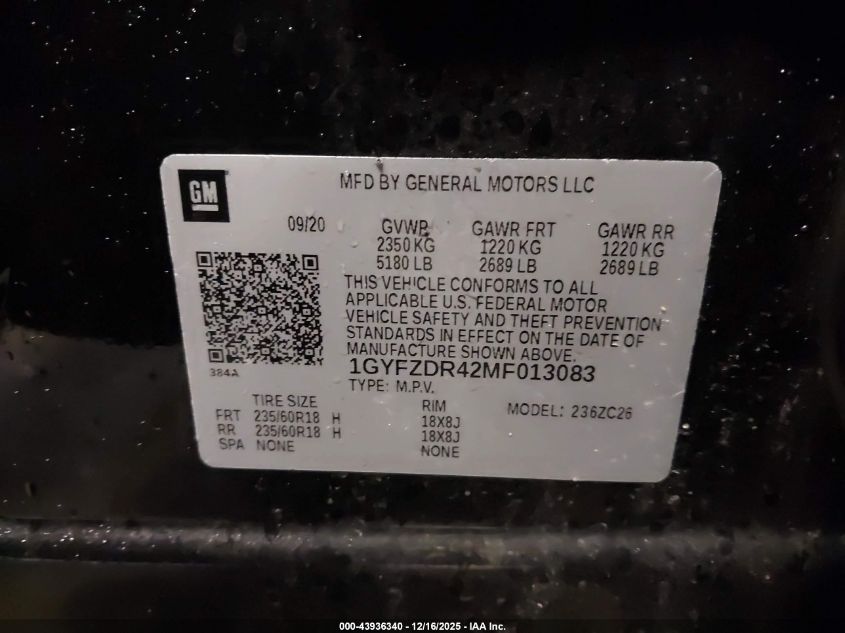 GM
MFD BY GENERAL MOTORS LLC
09/20
GVWR GAWR FRT GAWR RR
2350 KG 1220 KG 1220 KG
5180 LB 2689 LB 2689 LB
THIS VEHICLE CONFORMS TO ALL
APPLICABLE U.S. FEDERAL MOTOR
VEHICLE SAFETY AND THEFT PREVENTION
STANDARDS IN EFFECT ON THE DATE OF
MANUFACTURE SHOWN ABOVE.
384A
1GYFZDR42MF013083
TYPE: M.P.V.
MODEL: 236ZC26
TIRE SIZE RIM
FRT 235/60R18 H 18X8J
RR 235/60R18 H 18X8J
SPA NONE NONE
000-43936340 - 12/16/2025 - IAA Inc.